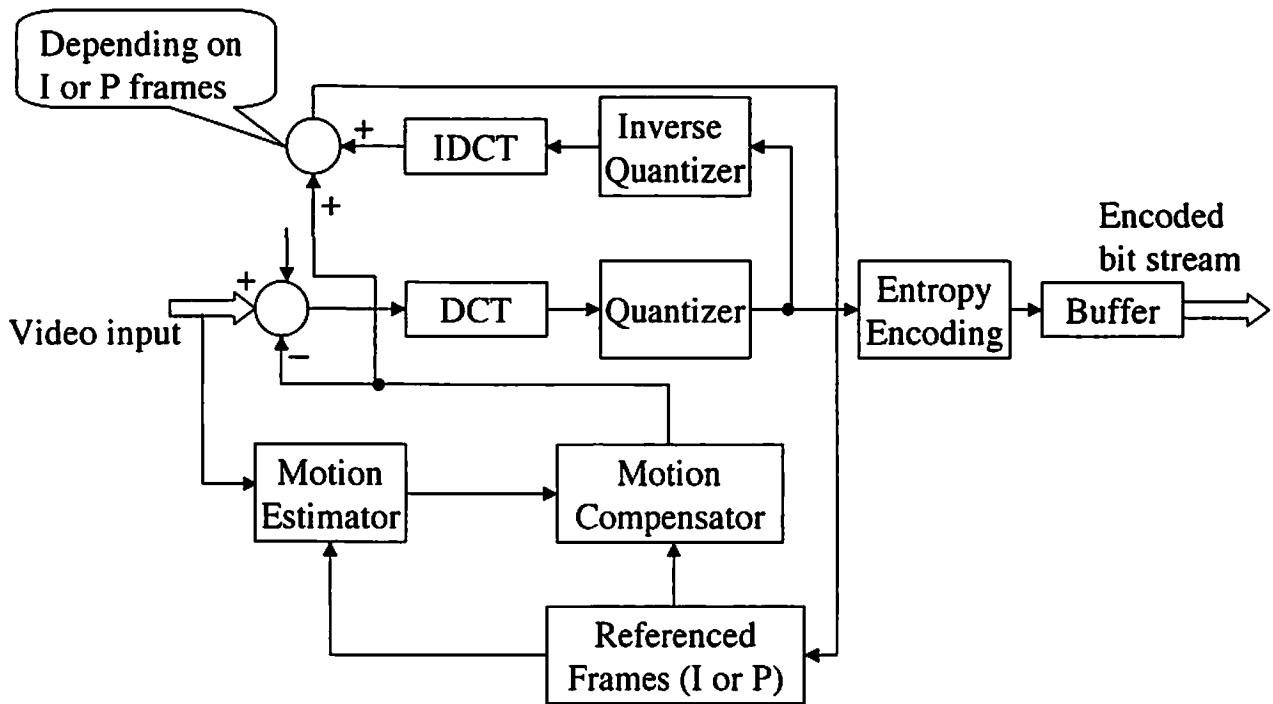 Depending on
I or P frames
+
IDCT
Inverse
Quantizer
+
Encoded
bit stream
+
Video input
DCT
Quantizer
Entropy
Encoding
Buffer
−
Motion
Estimator
Motion
Compensator
Referenced
Frames (I or P)